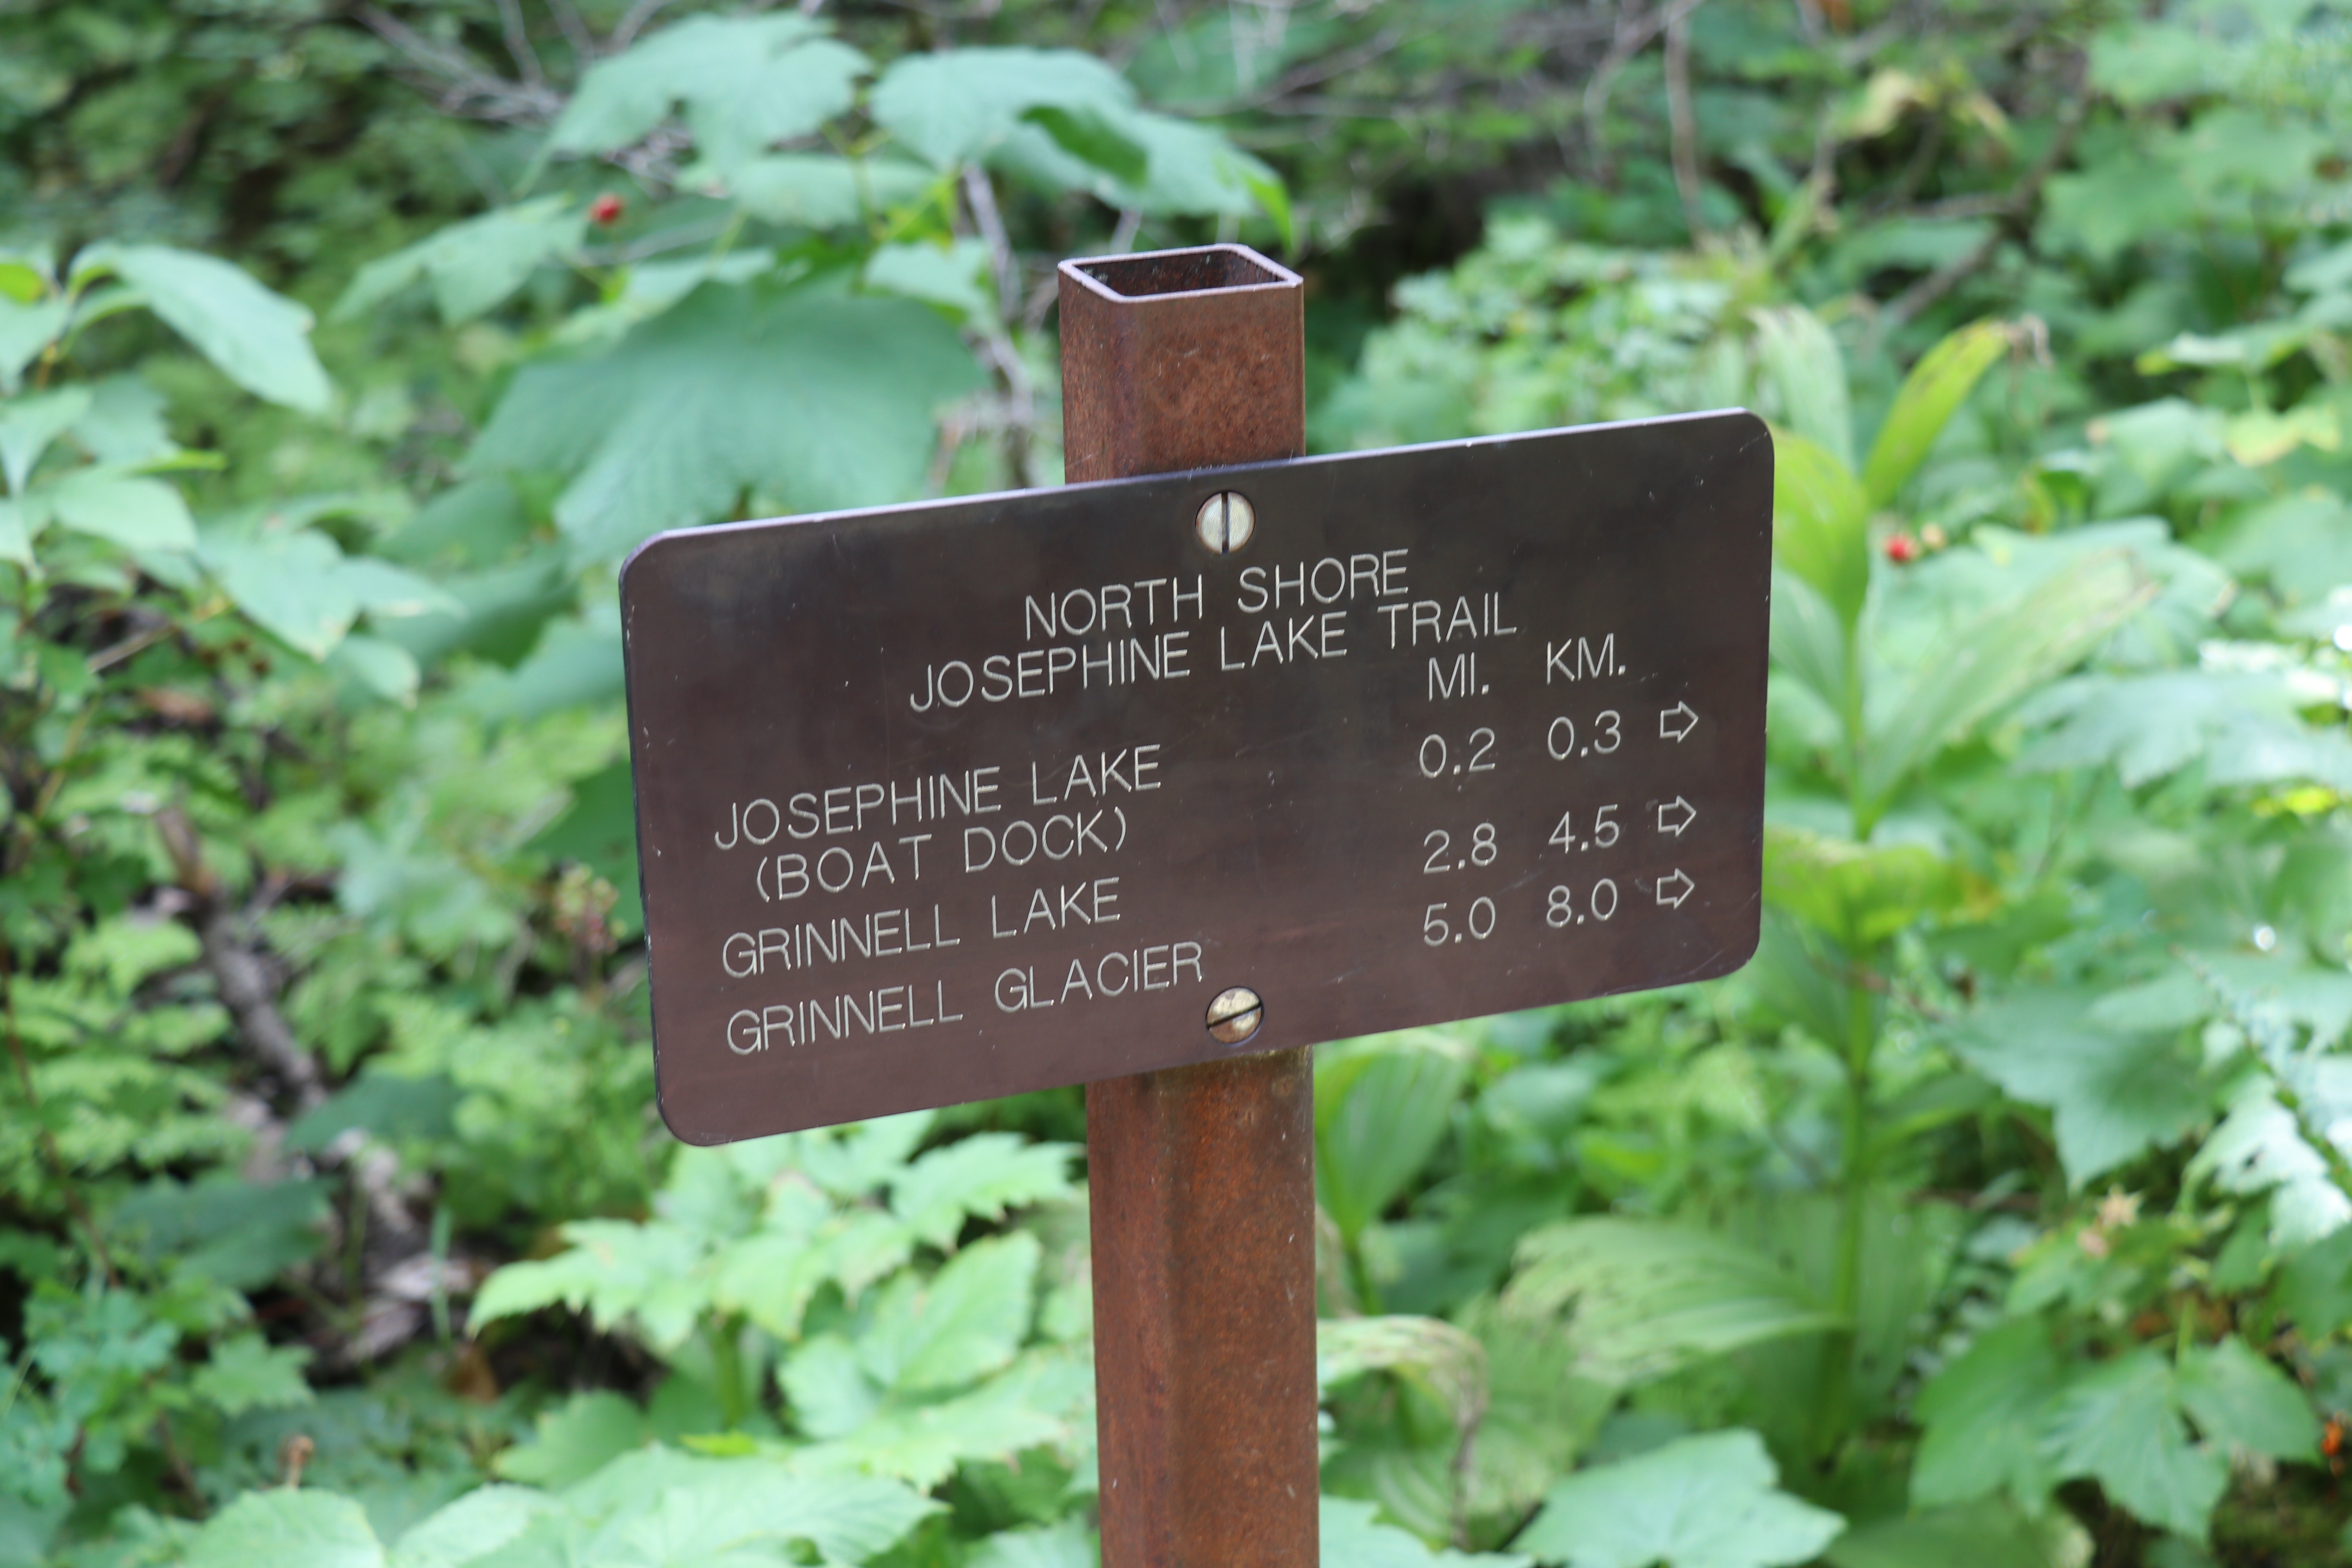 NORTH SHORE
JOSEPHINE LAKE TRAIL
MI. KM.
JOSEPHINE LAKE 0.2 0.3 ⇨
(BOAT DOCK)
GRINNELL LAKE 2.8 4.5 ⇨
GRINNELL GLACIER 5.0 8.0 ⇨